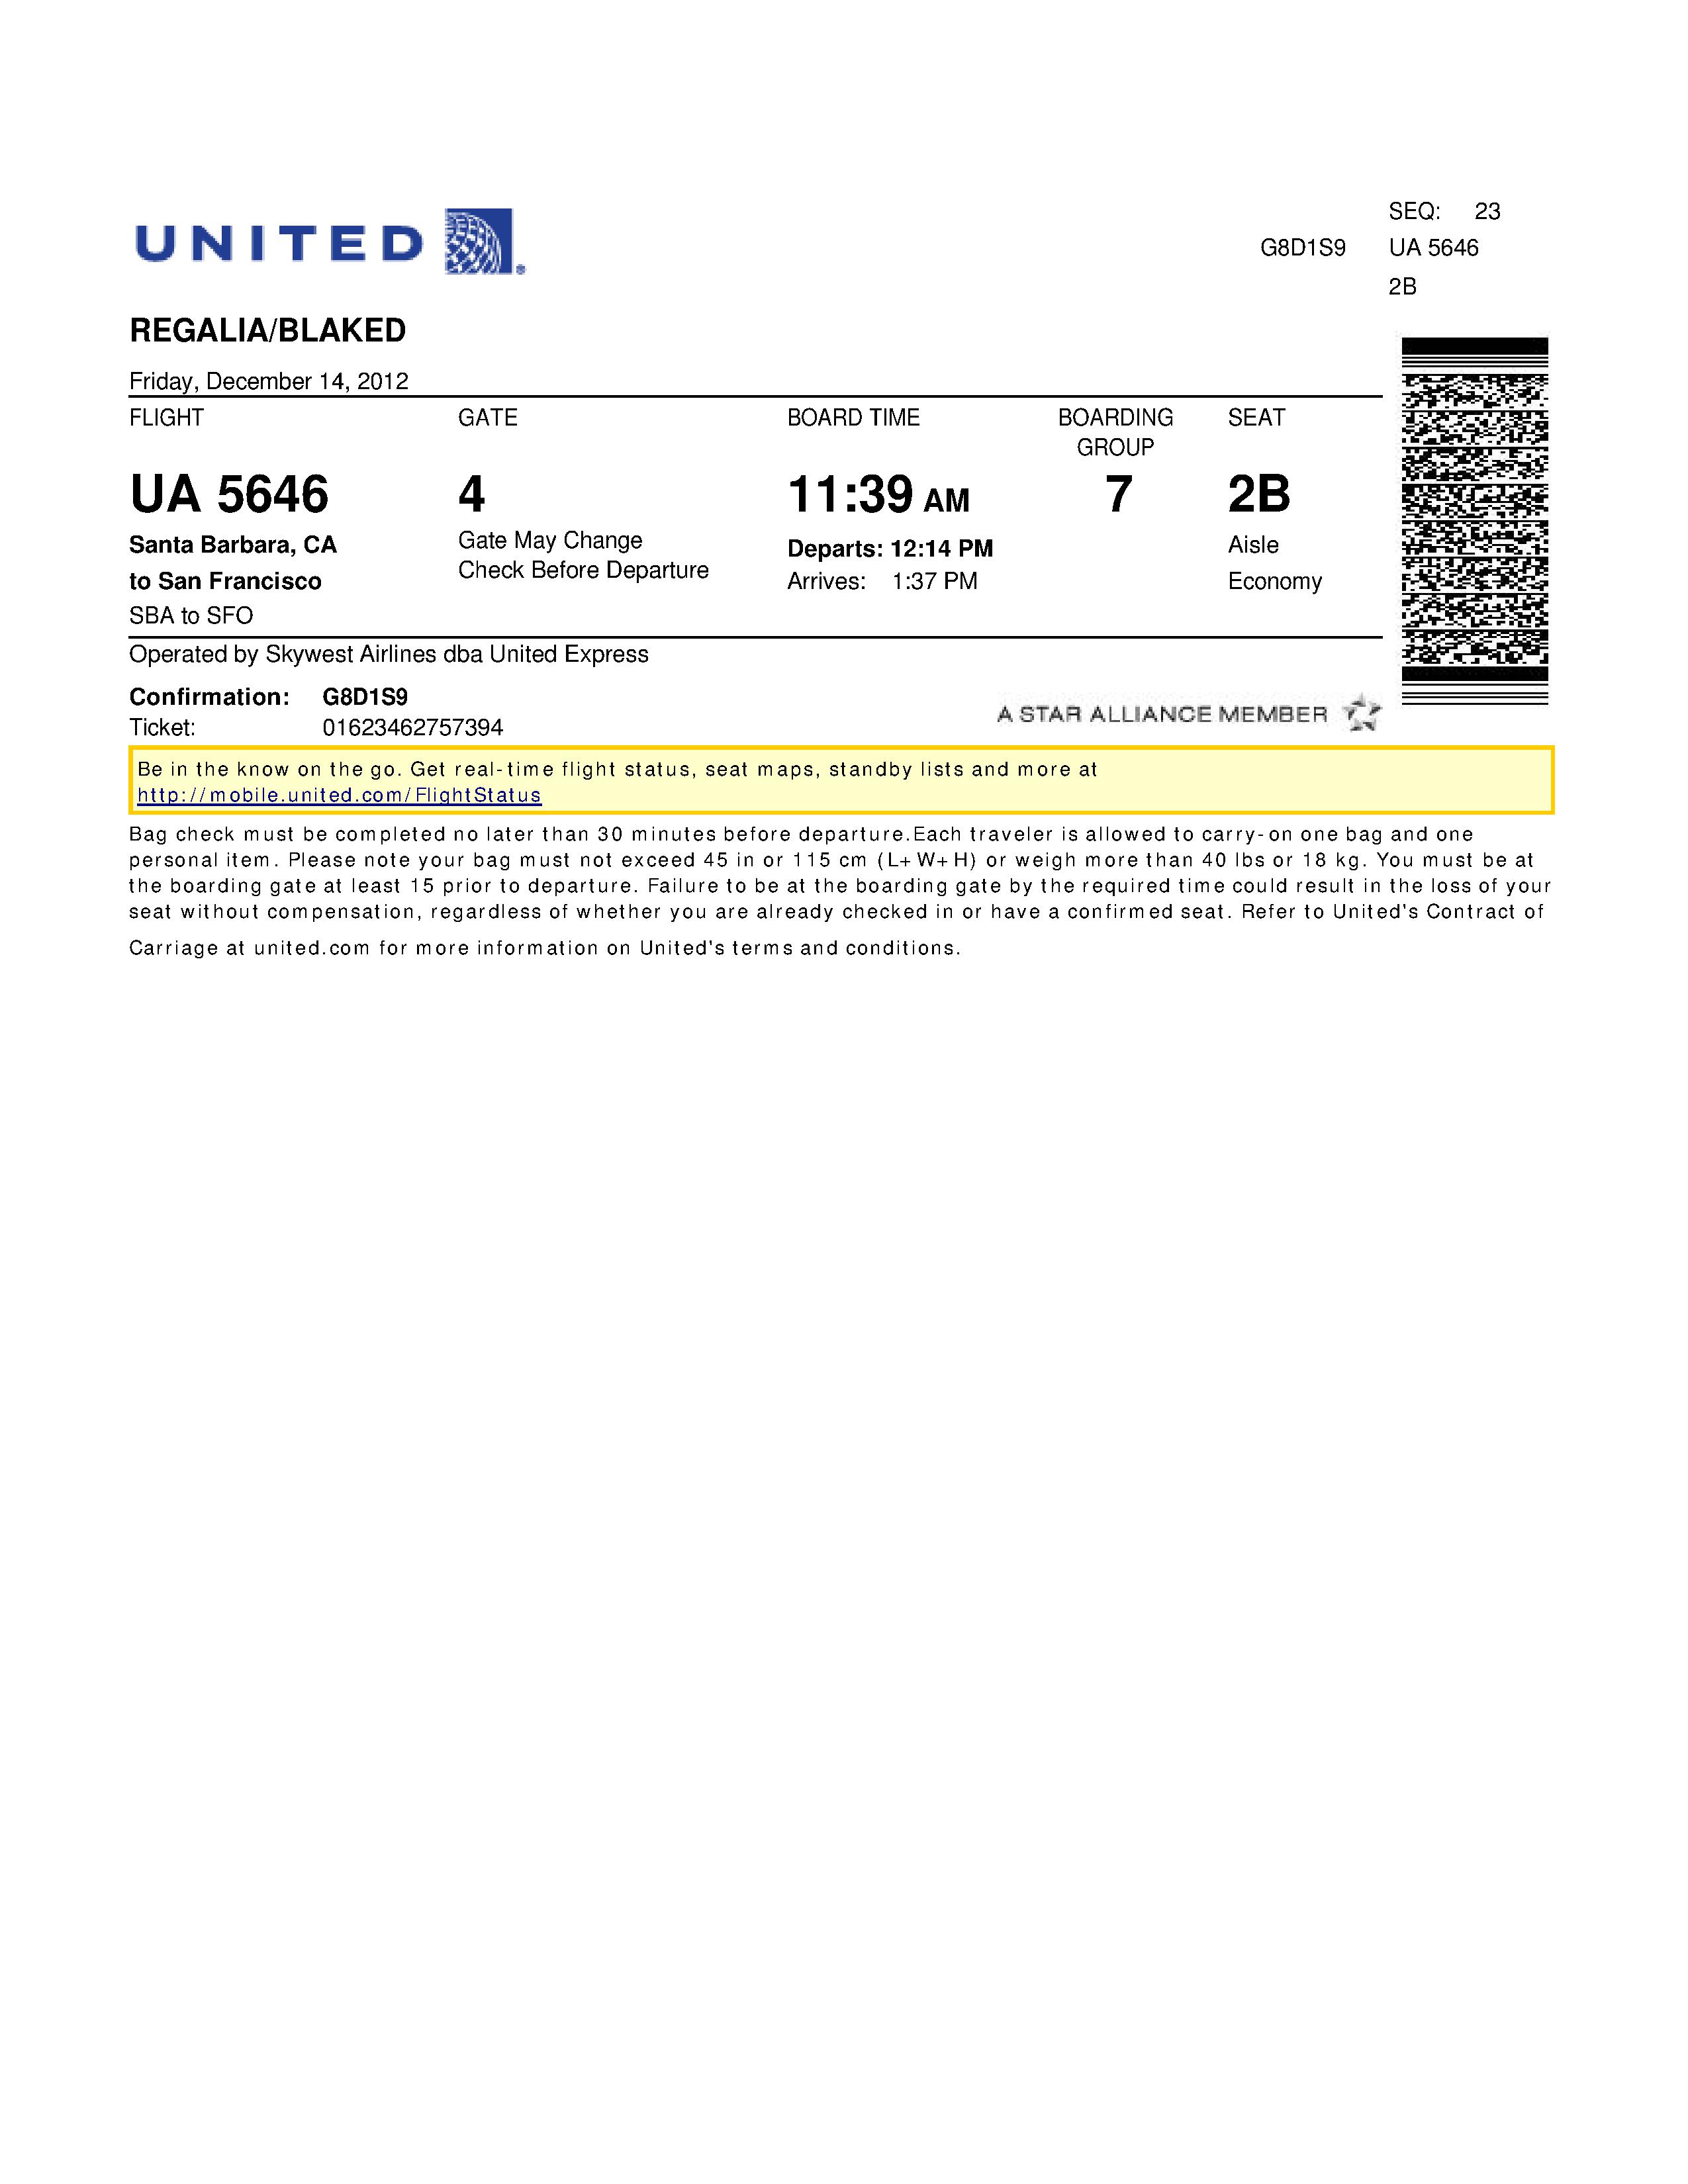 SEQ: 23
UNITED
G8D1S9 UA 5646
2B
REGALIA/BLAKED
Friday, December 14, 2012
FLIGHT GATE BOARD TIME BOARDING GROUP SEAT
UA 5646 4 11:39 AM 7 2B
Santa Barbara, CA Gate May Change Departs: 12:14 PM Aisle
to San Francisco Check Before Departure Arrives: 1:37 PM Economy
SBA to SFO
Operated by Skywest Airlines dba United Express
Confirmation: G8D1S9
A STAR ALLIANCE MEMBER
Ticket: 01623462757394
Be in the know on the go. Get real-time flight status, seat maps, standby lists and more at
http://mobile.united.com/FlightStatus
Bag check must be completed no later than 30 minutes before departure.Each traveler is allowed to carry-on one bag and one
personal item. Please note your bag must not exceed 45 in or 115 cm (L+W+H) or weigh more than 40 lbs or 18 kg. You must be at
the boarding gate at least 15 prior to departure. Failure to be at the boarding gate by the required time could result in the loss of your
seat without compensation, regardless of whether you are already checked in or have a confirmed seat. Refer to United's Contract of
Carriage at united.com for more information on United's terms and conditions.